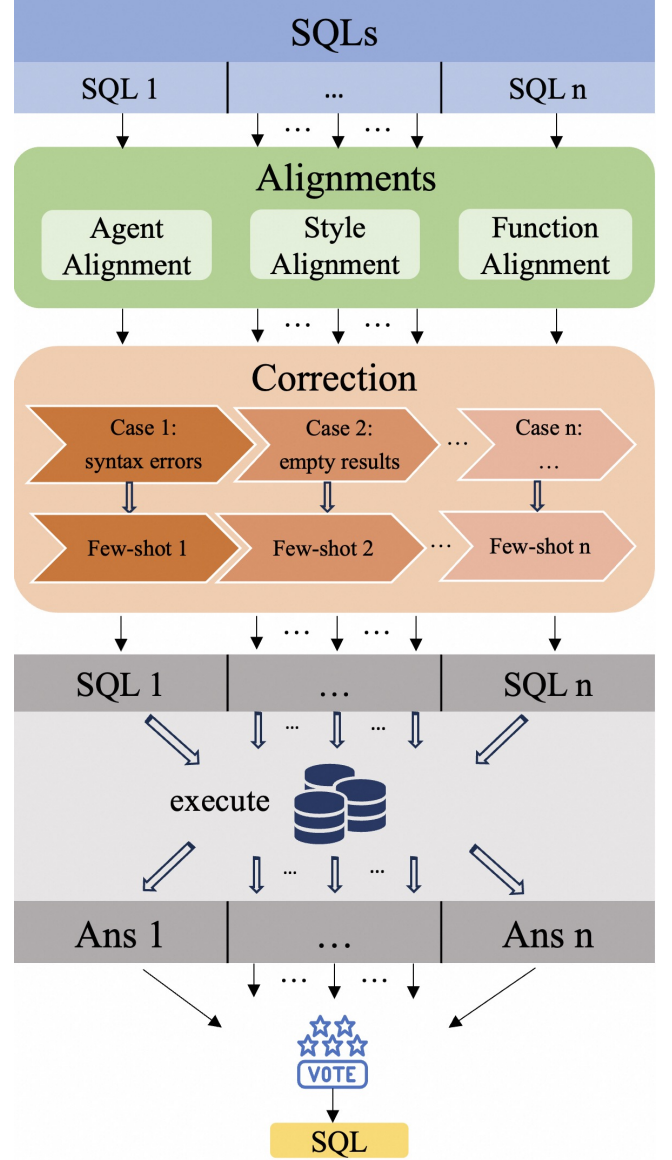 SQLs
SQL 1
...
SQL n
... ...
Alignments
Agent
Alignment
Style
Alignment
Function
Alignment
... ...
Correction
Case 1:
syntax errors
Case 2:
empty results
...
Case n:
...
Few-shot 1
Few-shot 2
...
Few-shot n
... ...
SQL 1
...
SQL n
... ...
execute
... ...
Ans 1
...
Ans n
... ...
VOTE
SQL